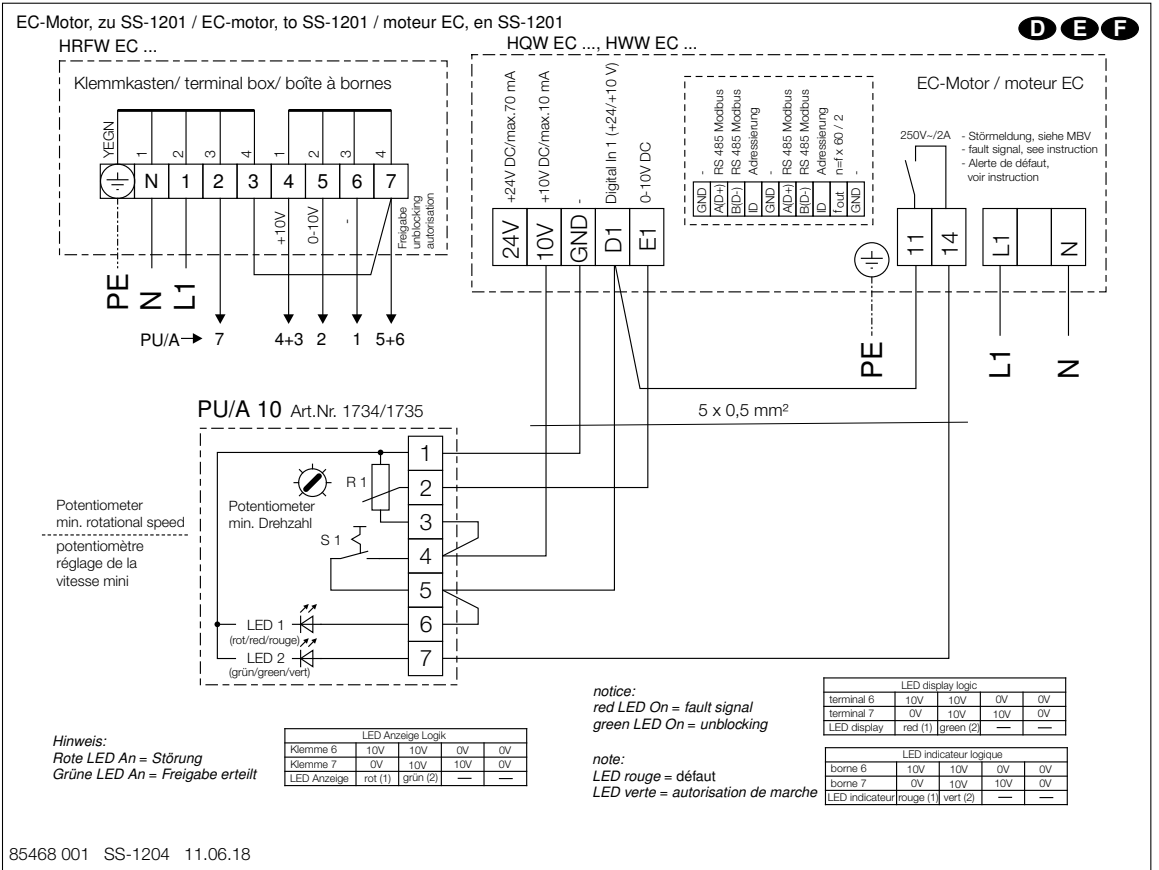 EC-Motor, zu SS-1201 / EC-motor, to SS-1201 / moteur EC, en SS-1201
D E F
HRFW EC ...
HQW EC ..., HWW EC ...
Klemmkasten/ terminal box/ boîte à bornes
YEGN
1 2 3 4 1 2 3 4
N 1 2 3 4 5 6 7
+10V
0-10V
-
Freigabe
unblocking
autorisation
PE
N
L1
PU/A 7 4+3 2 1 5+6
+24V DC/max.70 mA
+10V DC/max.10 mA
-
Digital In 1 (+24/+10 V)
0-10V DC
24V
10V
GND
D1
E1
-
RS 485 Modbus
RS 485 Modbus
Adressierung
-
RS 485 Modbus
RS 485 Modbus
Adressierung
n=f x 60 / 2
-
GND
A(D+)
B(D-)
ID
GND
A(D+)
B(D-)
ID
f out
GND
EC-Motor / moteur EC
250V~/2A
- Störmeldung, siehe MBV
- fault signal, see instruction
- Alerte de défaut,
voir instruction
11
14
L1
N
PE
L1
N
5 x 0,5 mm²
PU/A 10 Art.Nr. 1734/1735
Potentiometer
min. rotational speed
potentiomètre
réglage de la
vitesse mini
Potentiometer
min. Drehzahl
R 1
S 1
LED 1
(rot/red/rouge)
LED 2
(grün/green/vert)
1
2
3
4
5
6
7
Hinweis:
Rote LED An = Störung
Grüne LED An = Freigabe erteilt
LED Anzeige Logik
Klemme 6 10V 10V 0V 0V
Klemme 7 0V 10V 10V 0V
LED Anzeige rot (1) grün (2) — —
notice:
red LED On = fault signal
green LED On = unblocking
LED display logic
terminal 6 10V 10V 0V 0V
terminal 7 0V 10V 10V 0V
LED display red (1) green (2) — —
note:
LED rouge = défaut
LED verte = autorisation de marche
LED indicateur logique
borne 6 10V 10V 0V 0V
borne 7 0V 10V 10V 0V
LED indicateur rouge (1) vert (2) — —
85468 001 SS-1204 11.06.18